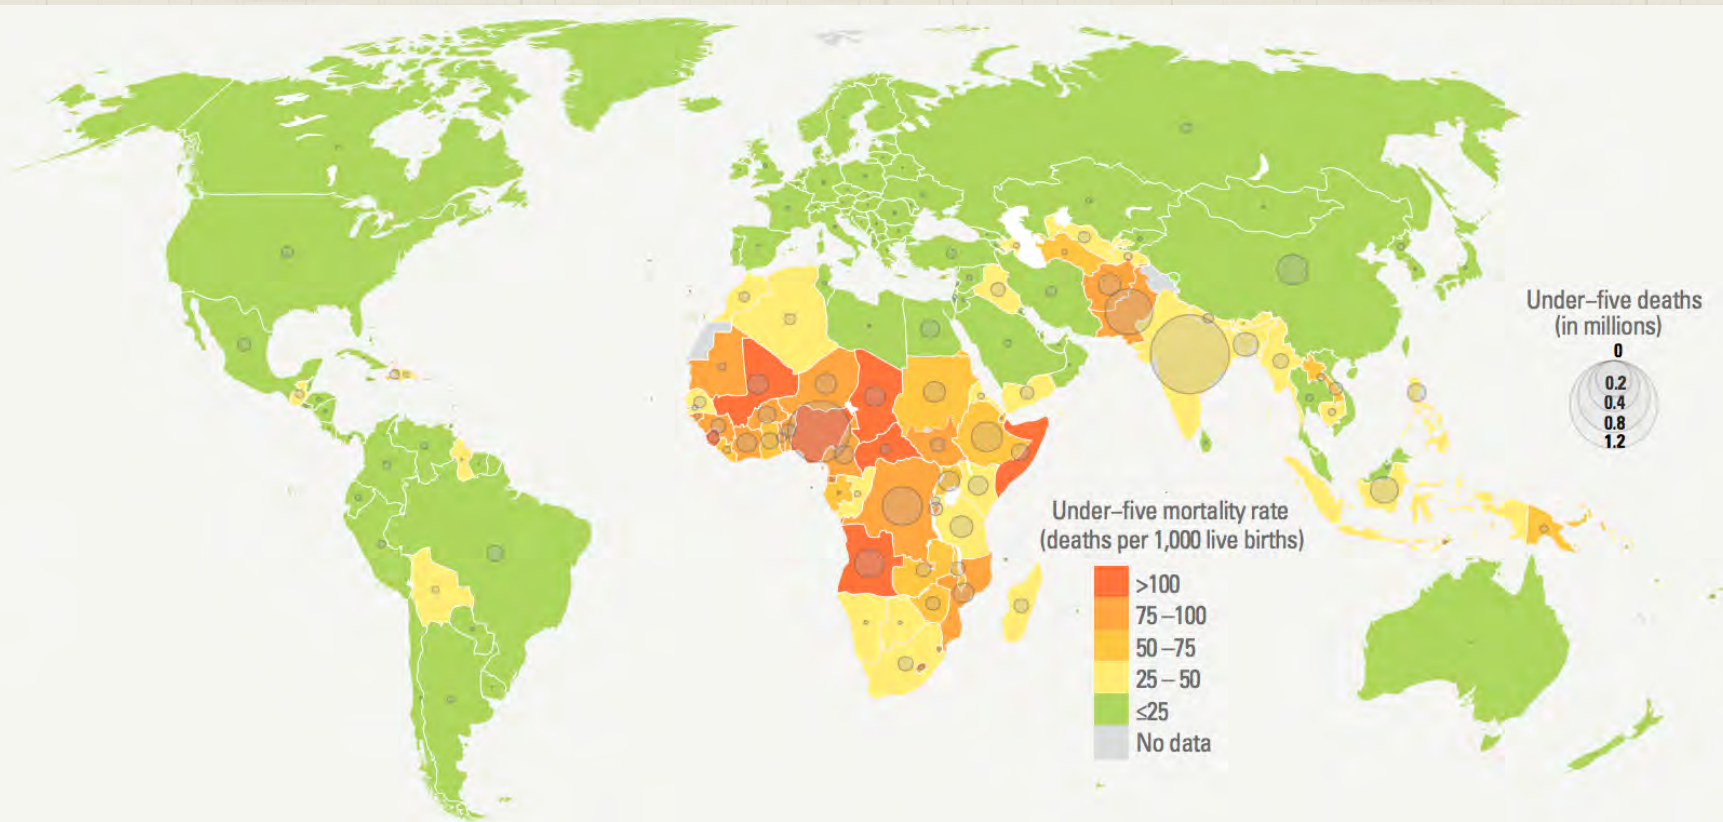 Under–five deaths
(in millions)
0
0.2
0.4
0.8
1.2
Under–five mortality rate
(deaths per 1,000 live births)
>100
75 –100
50 –75
25 – 50
≤25
No data